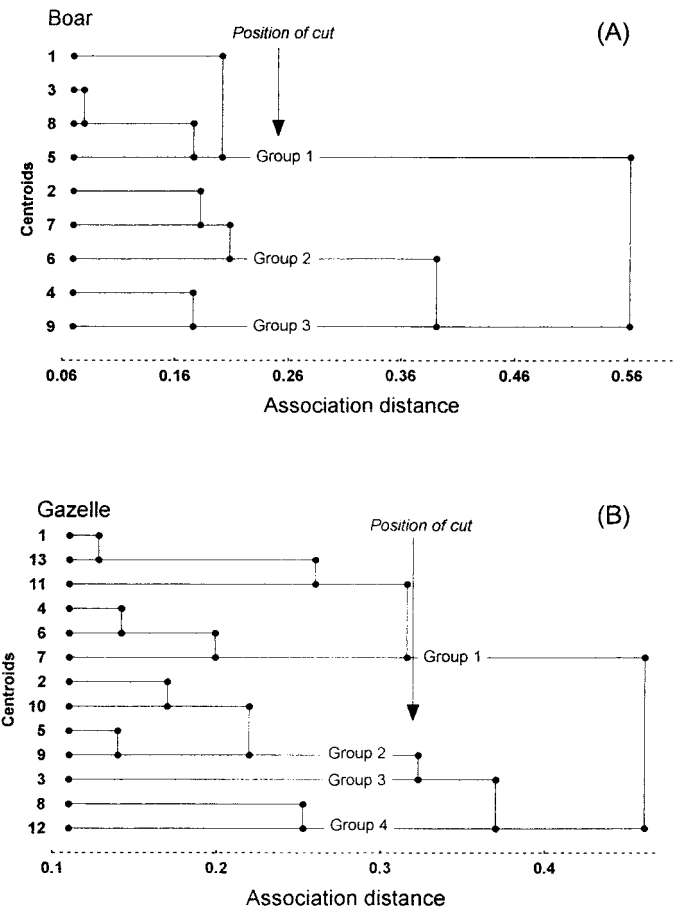 Boar
(A)
Position of cut
1
3
8
5 Group 1
2
7
6 Group 2
4
9 Group 3
Centroids
0.06 0.16 0.26 0.36 0.46 0.56
Association distance
Gazelle
(B)
Position of cut
1
13
11
4
6
7 Group 1
2
10
5
9 Group 2
3 Group 3
8
12 Group 4
Centroids
0.1 0.2 0.3 0.4
Association distance